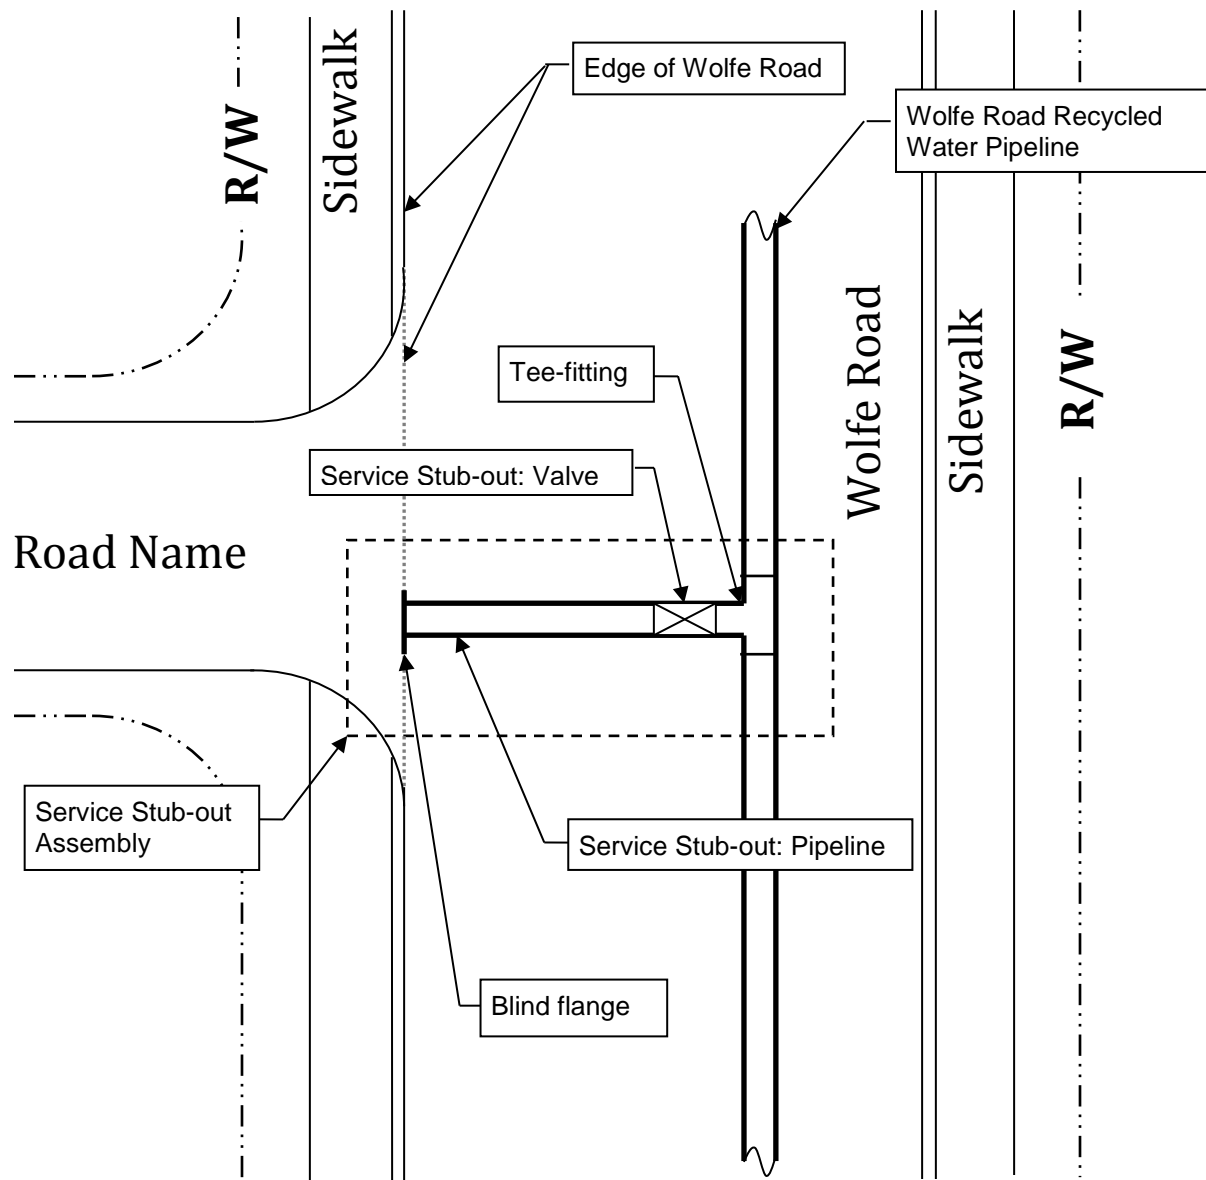 Edge of Wolfe Road
Wolfe Road Recycled
Water Pipeline
R/W
Sidewalk
Tee-fitting
Wolfe Road
Sidewalk
R/W
Service Stub-out: Valve
Road Name
Service Stub-out
Assembly
Service Stub-out: Pipeline
Blind flange